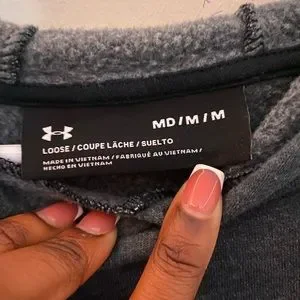 MD / M / M
LOOSE / COUPE LÂCHE / SUELTO
MADE IN VIETNAM / FABRIQUÉ AU VIETNAM /
HECHO EN VIETNAM